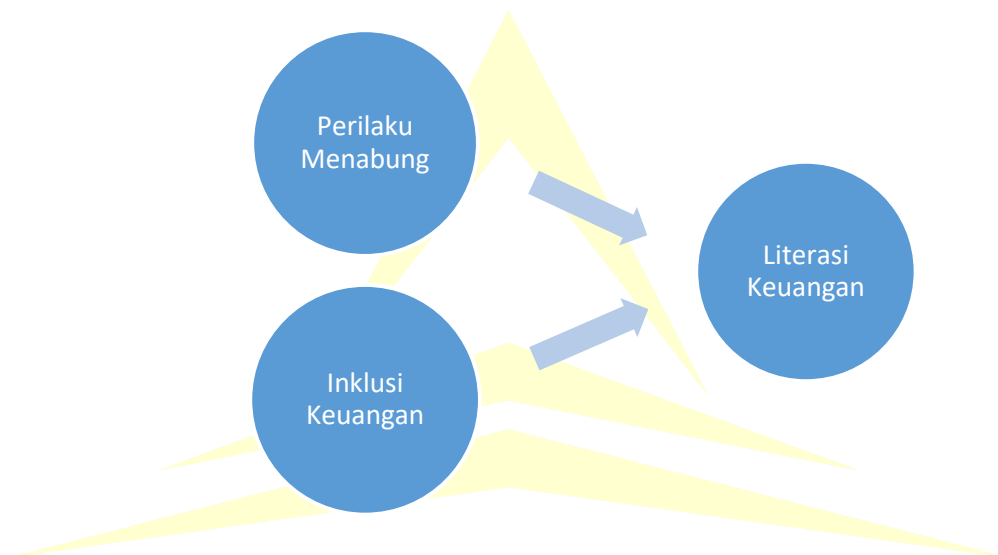 Perilaku
Menabung
Literasi
Keuangan
Inklusi
Keuangan